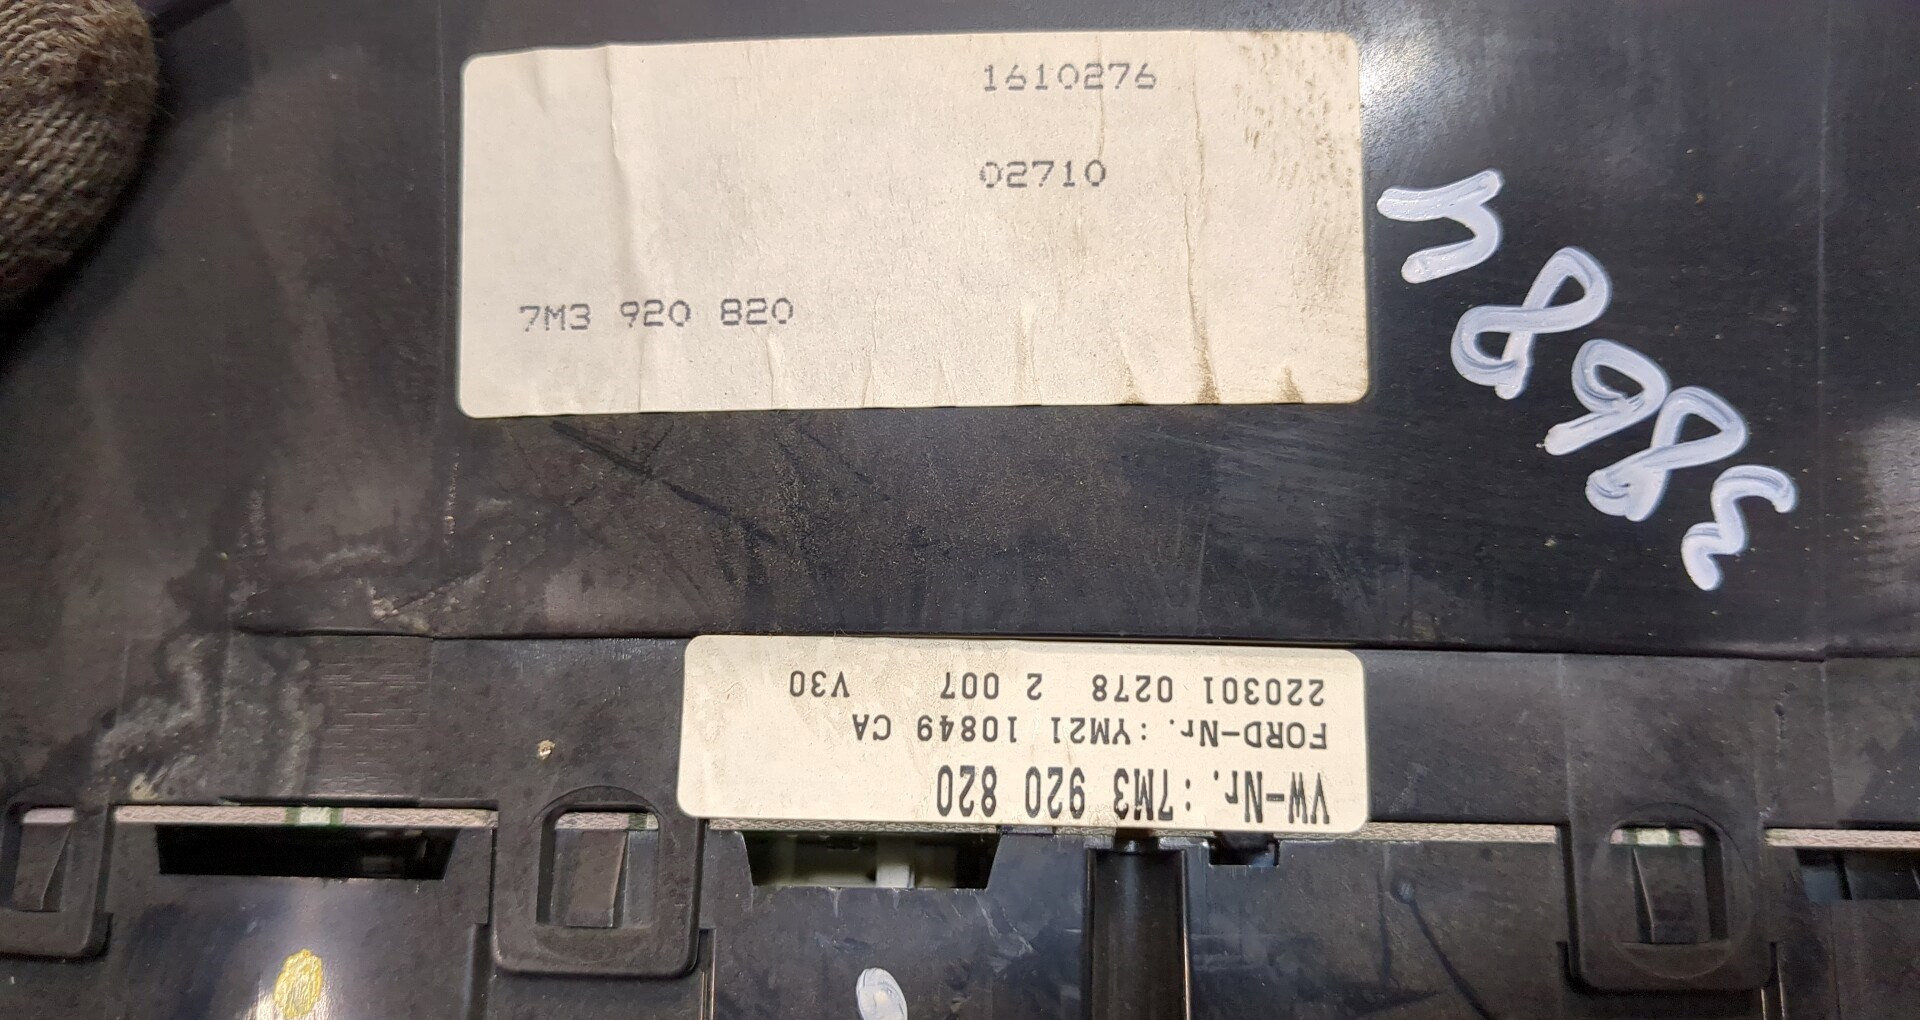 1610276
02710
7M3 920 820
VW-Nr.:7M3 920 820
FORD-Nr.:YM21 10849 CA
220301 0278 2 007 V30